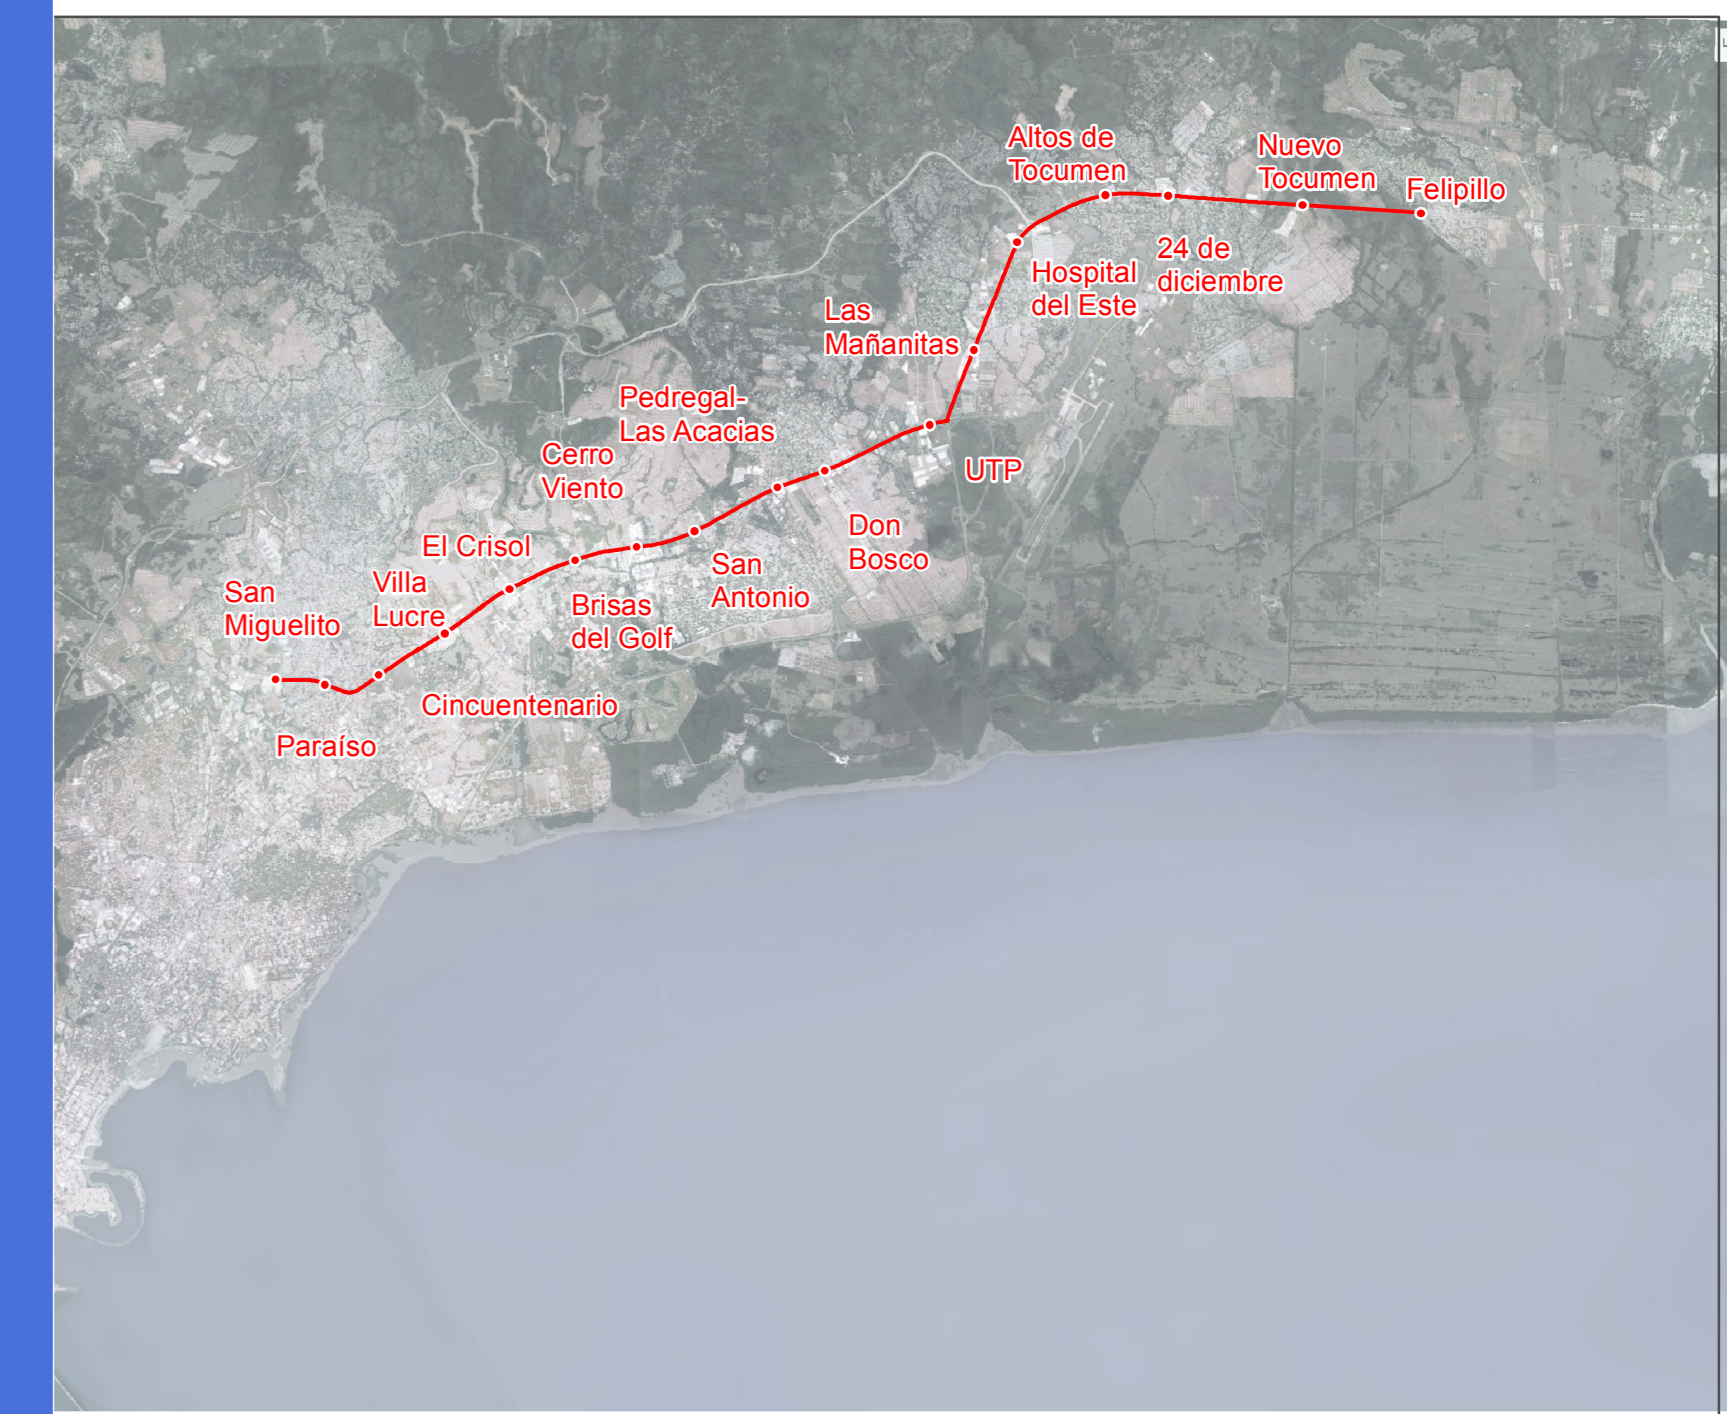 Altos de
Tocumen
Nuevo
Tocumen
Felipillo
24 de
diciembre
Hospital
del Este
Las
Mañanitas
Pedregal-
Las Acacias
Cerro
Viento
UTP
Don
Bosco
El Crisol
San
Antonio
Villa
Lucre
San
Miguelito
Brisas
del Golf
Cincuentenario
Paraíso